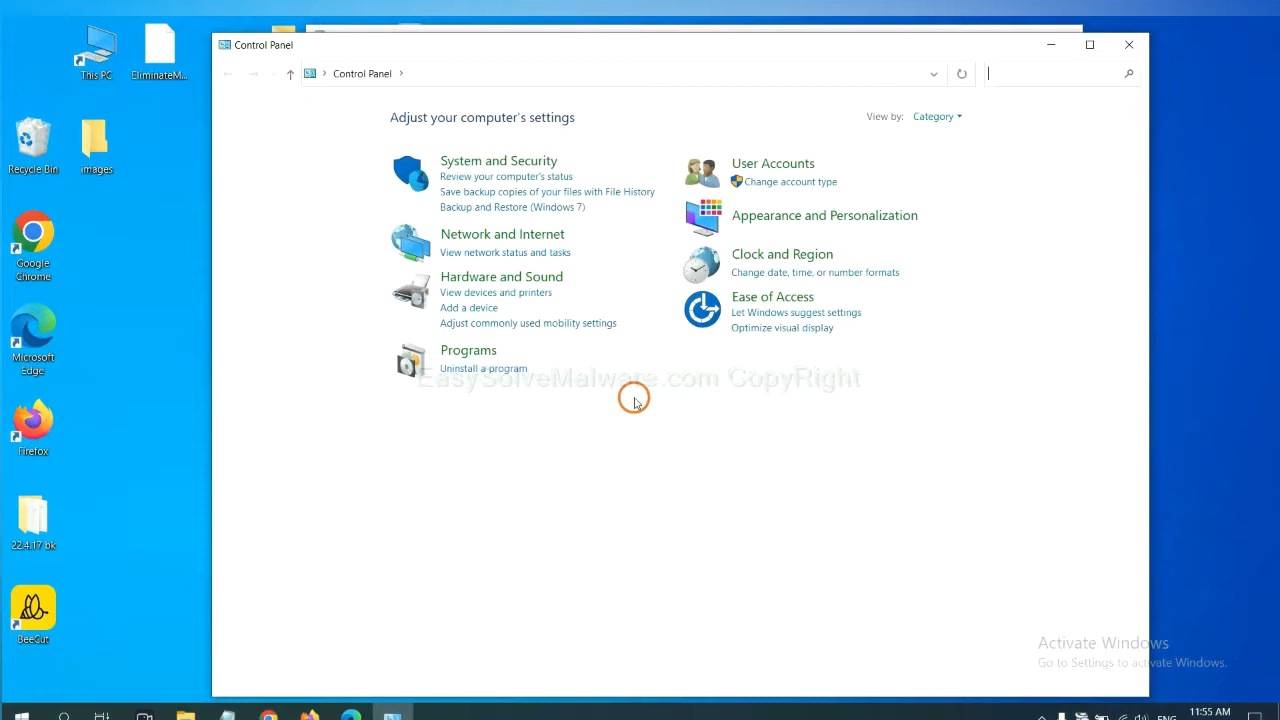 This PC
EliminateM...
Recycle Bin
images
Google
Chrome
Microsoft
Edge
Firefox
22.4.17 bk
BeeCut
Control Panel
Control Panel
Adjust your computer's settings
View by: Category
System and Security
Review your computer's status
Save backup copies of your files with File History
Backup and Restore (Windows 7)
Network and Internet
View network status and tasks
Hardware and Sound
View devices and printers
Add a device
Adjust commonly used mobility settings
Programs
Uninstall a program
User Accounts
Change account type
Appearance and Personalization
Clock and Region
Change date, time, or number formats
Ease of Access
Let Windows suggest settings
Optimize visual display
EasySolveMalware.com CopyRight
Activate Windows
Go to Settings to activate Windows.
ENG
11:55 AM